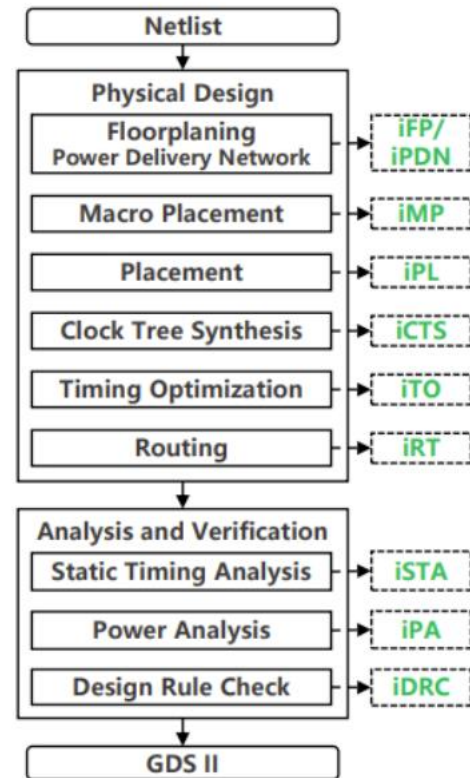 Netlist
Physical Design
Floorplaning
Power Delivery Network
iFP/
iPDN
Macro Placement
iMP
Placement
iPL
Clock Tree Synthesis
iCTS
Timing Optimization
iTO
Routing
iRT
Analysis and Verification
Static Timing Analysis
iSTA
Power Analysis
iPA
Design Rule Check
iDRC
GDS II